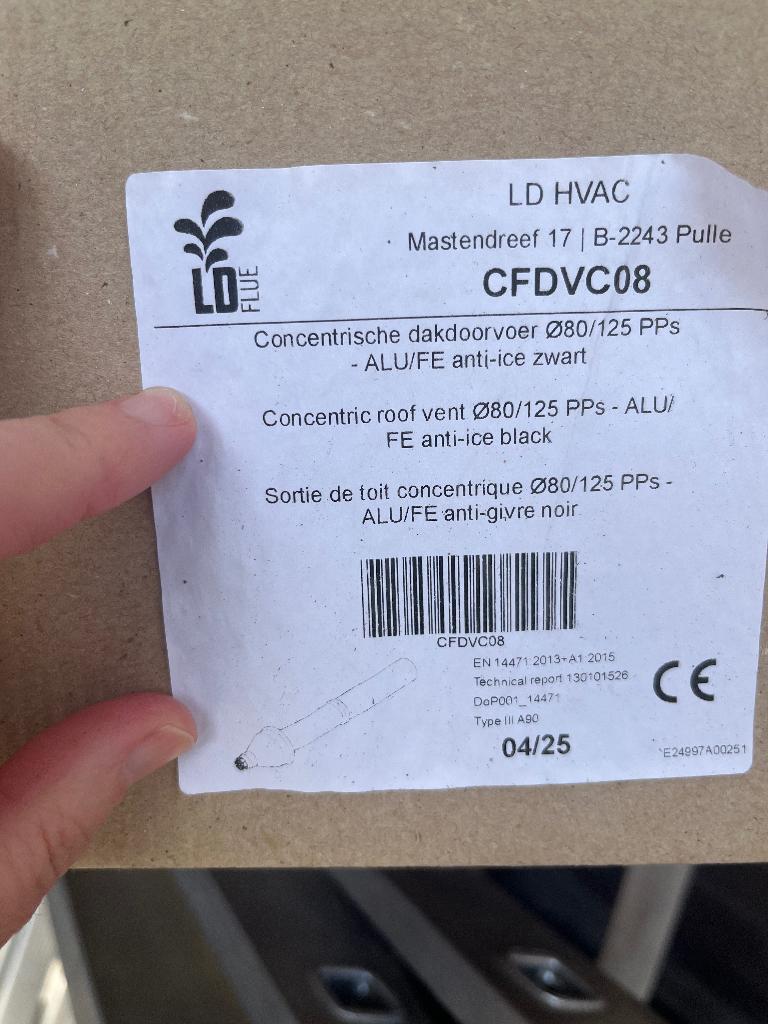 LD HVAC
Mastendreef 17 | B-2243 Pulle
CFDVC08
LD FLUE
Concentrische dakdoorvoer Ø80/125 PPs
- ALU/FE anti-ice zwart
Concentric roof vent Ø80/125 PPs - ALU/
FE anti-ice black
Sortie de toit concentrique Ø80/125 PPs -
ALU/FE anti-givre noir
CFDVC08
EN 14471:2013+A1:2015
Technical report 130101526
DoP001_14471
Type III A90
CE
04/25
E24997A00251